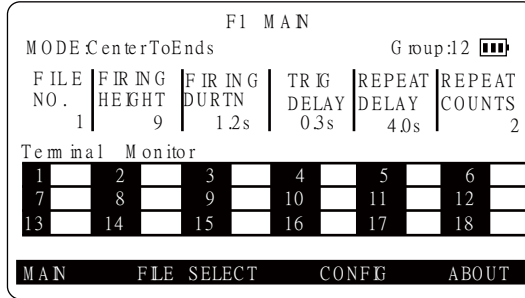 F1 MAIN
MODE:CenterToEnds Group:12
FILE FIRING FIRING TRIG REPEAT REPEAT
NO. HEIGHT DURTN DELAY DELAY COUNTS
1 9 1.2s 0.3s 4.0s 2
Terminal Monitor
1 2 3 4 5 6
7 8 9 10 11 12
13 14 15 16 17 18
MAIN FILE SELECT CONFIG ABOUT